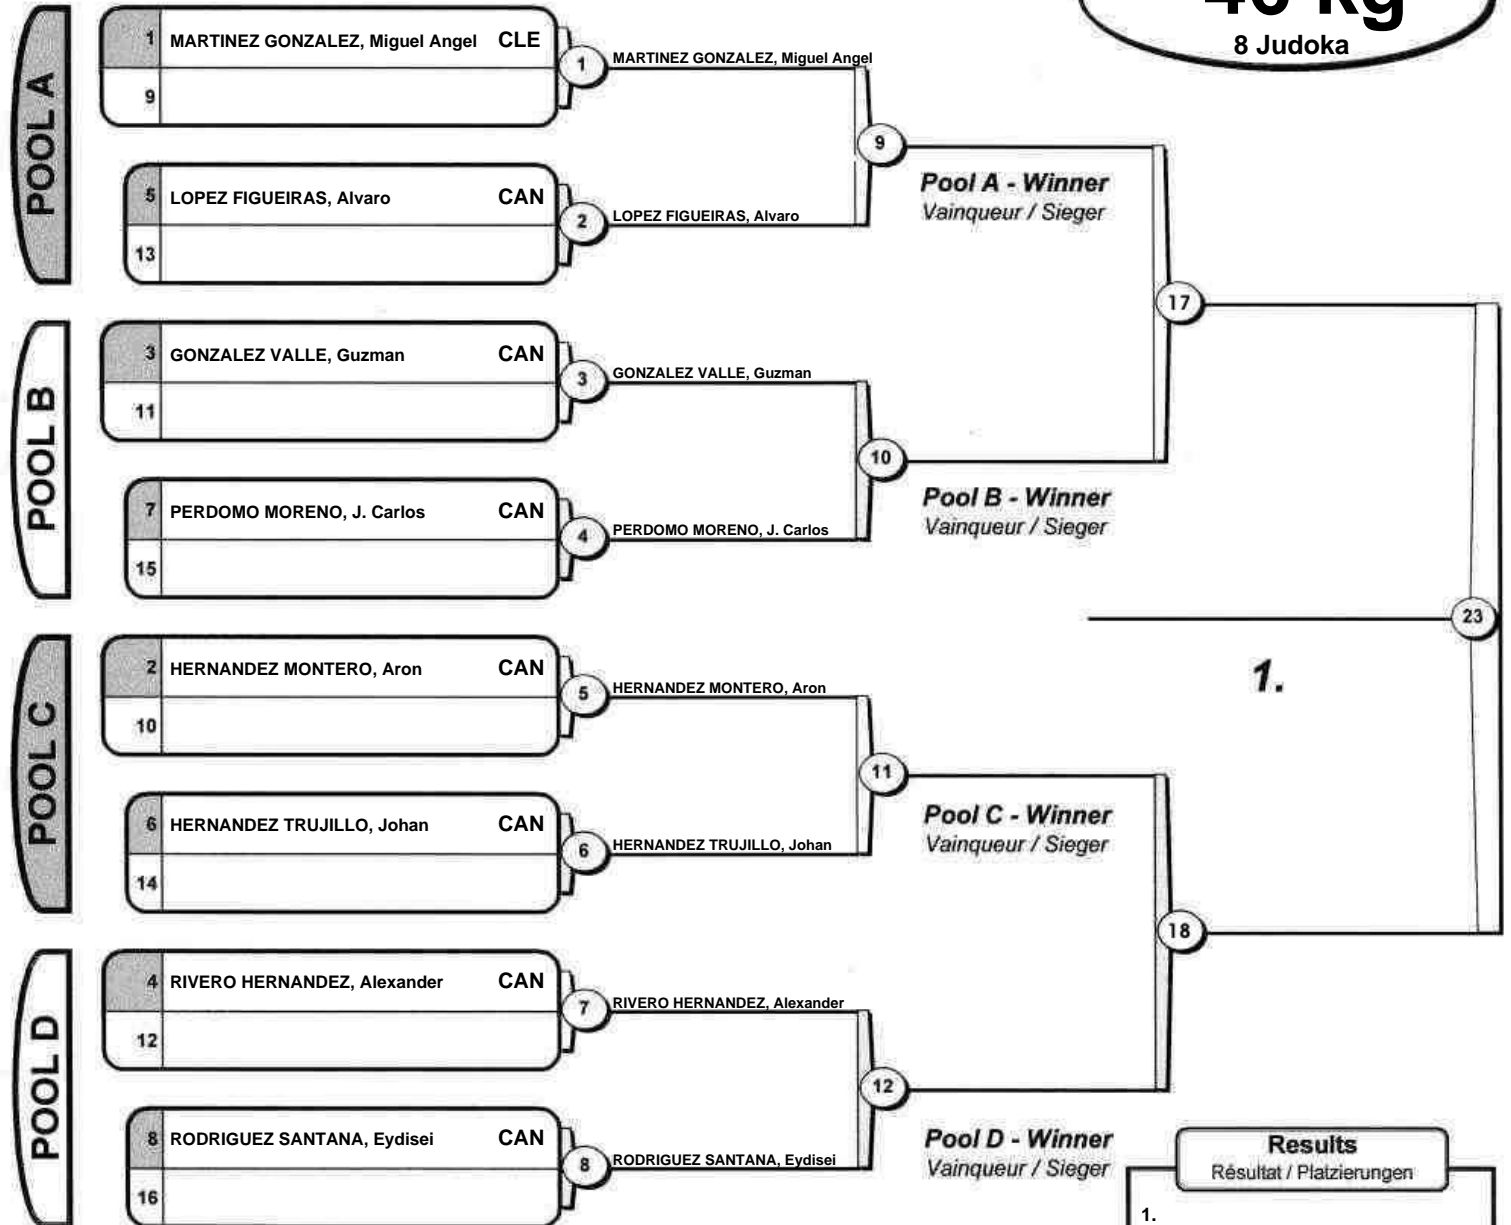 8 Judoka
POOL A
1 MARTINEZ GONZALEZ, Miguel Angel CLE
9
1 MARTINEZ GONZALEZ, Miguel Angel
5 LOPEZ FIGUEIRAS, Alvaro CAN
13
2 LOPEZ FIGUEIRAS, Alvaro
9
Pool A - Winner
Vainqueur / Sieger
POOL B
3 GONZALEZ VALLE, Guzman CAN
11
3 GONZALEZ VALLE, Guzman
7 PERDOMO MORENO, J. Carlos CAN
15
4 PERDOMO MORENO, J. Carlos
10
Pool B - Winner
Vainqueur / Sieger
17
POOL C
2 HERNANDEZ MONTERO, Aron CAN
10
5 HERNANDEZ MONTERO, Aron
6 HERNANDEZ TRUJILLO, Johan CAN
14
6 HERNANDEZ TRUJILLO, Johan
11
Pool C - Winner
Vainqueur / Sieger
POOL D
4 RIVERO HERNANDEZ, Alexander CAN
12
7 RIVERO HERNANDEZ, Alexander
8 RODRIGUEZ SANTANA, Eydisei CAN
16
8 RODRIGUEZ SANTANA, Eydisei
12
Pool D - Winner
Vainqueur / Sieger
18
23
1.
Results
Résultat / Platzierungen
1.